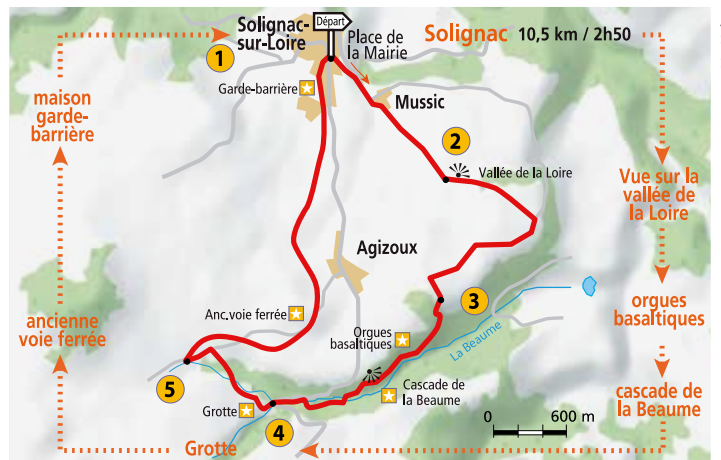 Solignac-
sur-Loire
Départ
Place de
la Mairie
Solignac 10,5 km / 2h50
1
maison
garde-
barrière
Garde-barrière
Mussic
2
Vallée de la Loire
Vue sur la
vallée de
la Loire
Agizoux
3
Anc.voie ferrée
Orgues
basaltiques
La Beaume
orgues
basaltiques
ancienne
voie ferrée
5
Cascade de
la Beaume
cascade de
la Beaume
Grotte
4
0 600 m
Grotte